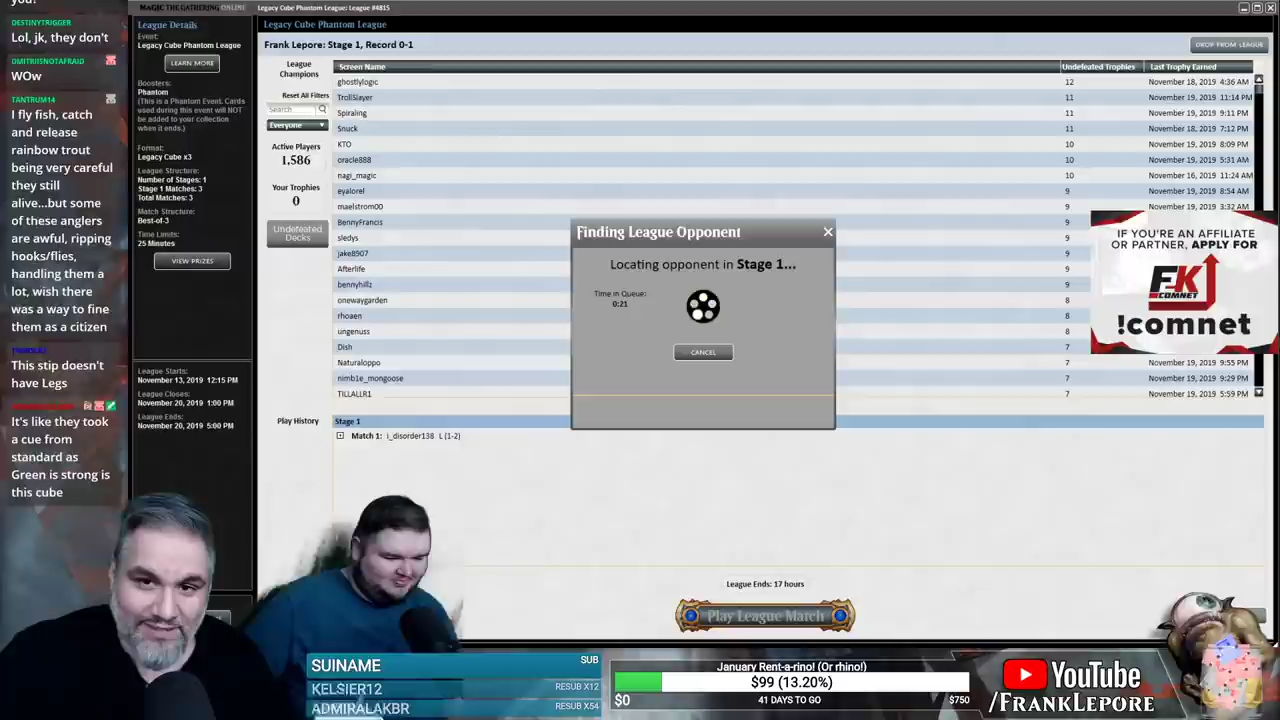 you!
DESTINYTRIGGER
Lol, jk, they don't
DMITRIISNOTAFRAID
WOw
TANTRUM14
I fly fish, catch
and release
rainbow trout
being very careful
they still
alive...but some of
these anglers
are awful, ripping
hooks/flies,
handling them a
lot, wish there
was a way to fine
them as a citizen
This stip doesn't
have Legs
its like they took
a cue from
standard as
Green is trash is
this cube
MAGIC THE GATHERING ONLINE
Legacy Cube Phantom League: League #4815
League Details
Event:
Legacy Cube Phantom League
LEARN MORE
Boosters:
Phantom
(This is a Phantom Event. Cards
used during this event will NOT
be added to your collection
when it ends.)
Format:
Legacy Cube x3
League Structure:
Number of Stages: 1
Stage 1 Matches: 3
Total Matches: 3
Match Structure:
Best-of-3
Time Limits:
25 Minutes
VIEW PRIZES
League Starts:
November 13, 2019 12:15 PM
League Closes:
November 20, 2019 1:00 PM
League Ends:
November 20, 2019 5:00 PM
Legacy Cube Phantom League
Frank Lepore: Stage 1, Record 0-1
DROP FROM LEAGUE
League
Champions
Reset All Filters
Search
Everyone
Active Players
1,586
Your Trophies
0
Undefeated
Decks
Screen Name Undefeated Trophies Last Trophy Earned
ghostlylogic 12 November 18, 2019 4:36 AM
TrollSlayer 11 November 19, 2019 11:14 PM
Spiraling 11 November 19, 2019 9:11 PM
Snuck 11 November 18, 2019 7:12 PM
KTO 10 November 19, 2019 8:09 PM
oracle888 10 November 19, 2019 5:31 AM
nagi_magic 10 November 16, 2019 11:24 AM
eyalorel 9 November 19, 2019 8:54 AM
maelstrom00 9 November 19, 2019 3:32 AM
BennyFrancis 9
sledys 9
jake8907 9
Afterlife 9
bennyhillz 9
onewaygarden 8
rhoaen 8
ungenuss 8
Dish 7
Naturaloppo 7 November 19, 2019 9:55 PM
nimb1e_mongoose 7 November 19, 2019 9:29 PM
TILLALLR1 7 November 19, 2019 5:59 PM
Finding League Opponent
Locating opponent in Stage 1...
Time in Queue:
0:21
CANCEL
IF YOU'RE AN AFFILIATE
OR PARTNER, APPLY FOR
COMNET
!comnet
Play History
Stage 1
Match 1: i_disorder138 L (1-2)
League Ends: 17 hours
Play League Match
SUINAME SUB
KELSIER12 RESUB X12
ADMIRALAKBR RESUB X54
January Rent-a-rino! (Or rhino!)
$99 (13.20%)
$0 41 DAYS TO GO $750
YouTube
/FRANKLEPORE